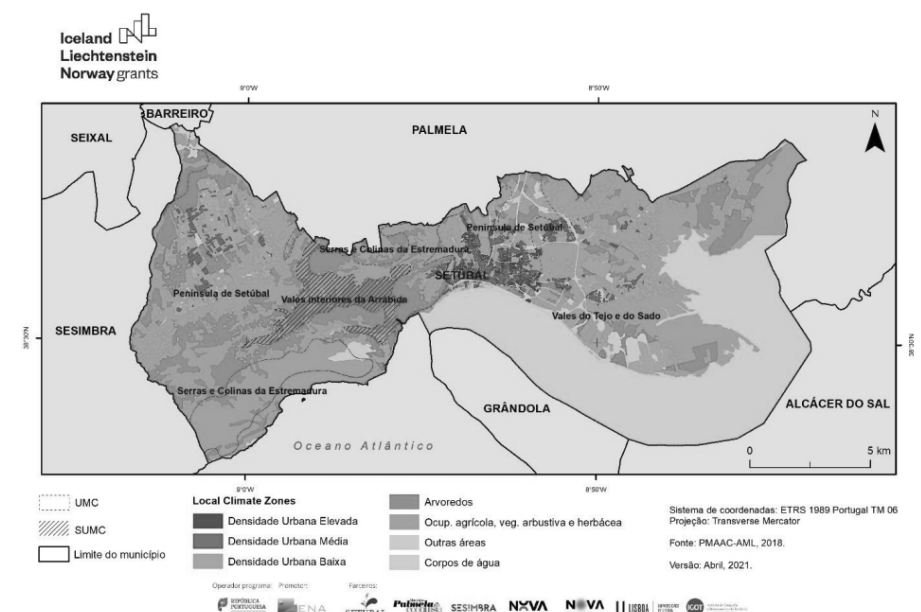 Iceland
Liechtenstein
Norway grants
9°0'W
8°50'W
BARREIRO
SEIXAL
PALMELA
N
Península de Setúbal
Serras e Colinas da Estremadura
SETÚBAL
Península de Setúbal
Vales interiores da Arrábida
Vales do Tejo e do Sado
SESIMBRA
38°30'N
38°30'N
Serras e Colinas da Estremadura
GRÂNDOLA
ALCÁCER DO SAL
Oceano Atlântico
0
5 km
9°0'W
8°50'W
UMC
SUMC
Limite do município
Local Climate Zones
Densidade Urbana Elevada
Densidade Urbana Média
Densidade Urbana Baixa
Arvoredos
Ocup. agrícola, veg. arbustiva e herbácea
Outras áreas
Corpos de água
Sistema de coordenadas: ETRS 1989 Portugal TM 06
Projeção: Transverse Mercator
Fonte: PMAAC-AML, 2018.
Versão: Abril, 2021.
Operador programa:
Promotor:
Parceiros:
REPÚBLICA
PORTUGUESA
ENA
SETÚBAL
Palmela
SESIMBRA
NOVA
NOVA
LISBOA
IGOT